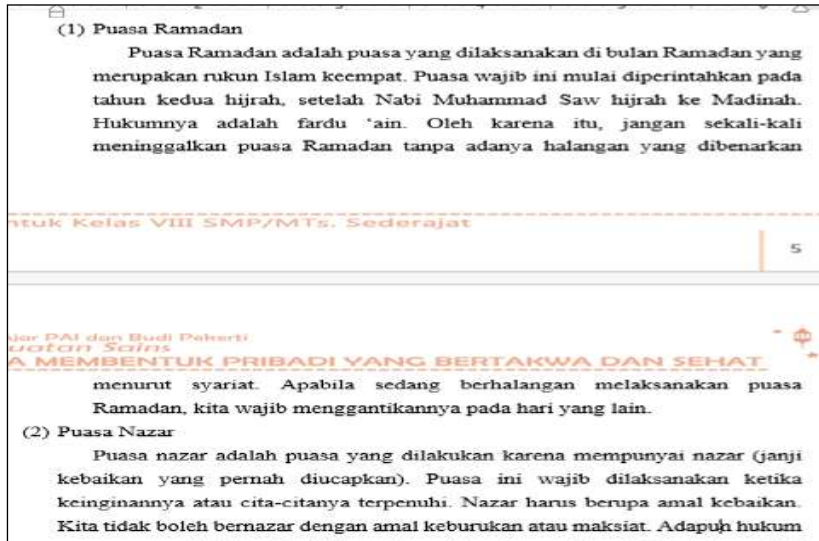 (1) Puasa Ramadan
Puasa Ramadan adalah puasa yang dilaksanakan di bulan Ramadan yang
merupakan rukun Islam keempat. Puasa wajib ini mulai diperintahkan pada
tahun kedua hijrah, setelah Nabi Muhammad Saw hijrah ke Madinah.
Hukumnya adalah fardu ‘ain. Oleh karena itu, jangan sekali-kali
meninggalkan puasa Ramadan tanpa adanya halangan yang dibenarkan
ntuk Kelas VIII SMP/MTs. Sederajat
5
jar PAI dan Budi Pekerti
uatan Sains
A MEMBENTUK PRIBADI YANG BERTAKWA DAN SEHAT
menurut syariat. Apabila sedang berhalangan melaksanakan puasa
Ramadan, kita wajib menggantikannya pada hari yang lain.
(2) Puasa Nazar
Puasa nazar adalah puasa yang dilakukan karena mempunyai nazar (janji
kebaikan yang pernah diucapkan). Puasa ini wajib dilaksanakan ketika
keinginannya atau cita-citanya terpenuhi. Nazar harus berupa amal kebaikan.
Kita tidak boleh bernazar dengan amal keburukan atau maksiat. Adapun hukum